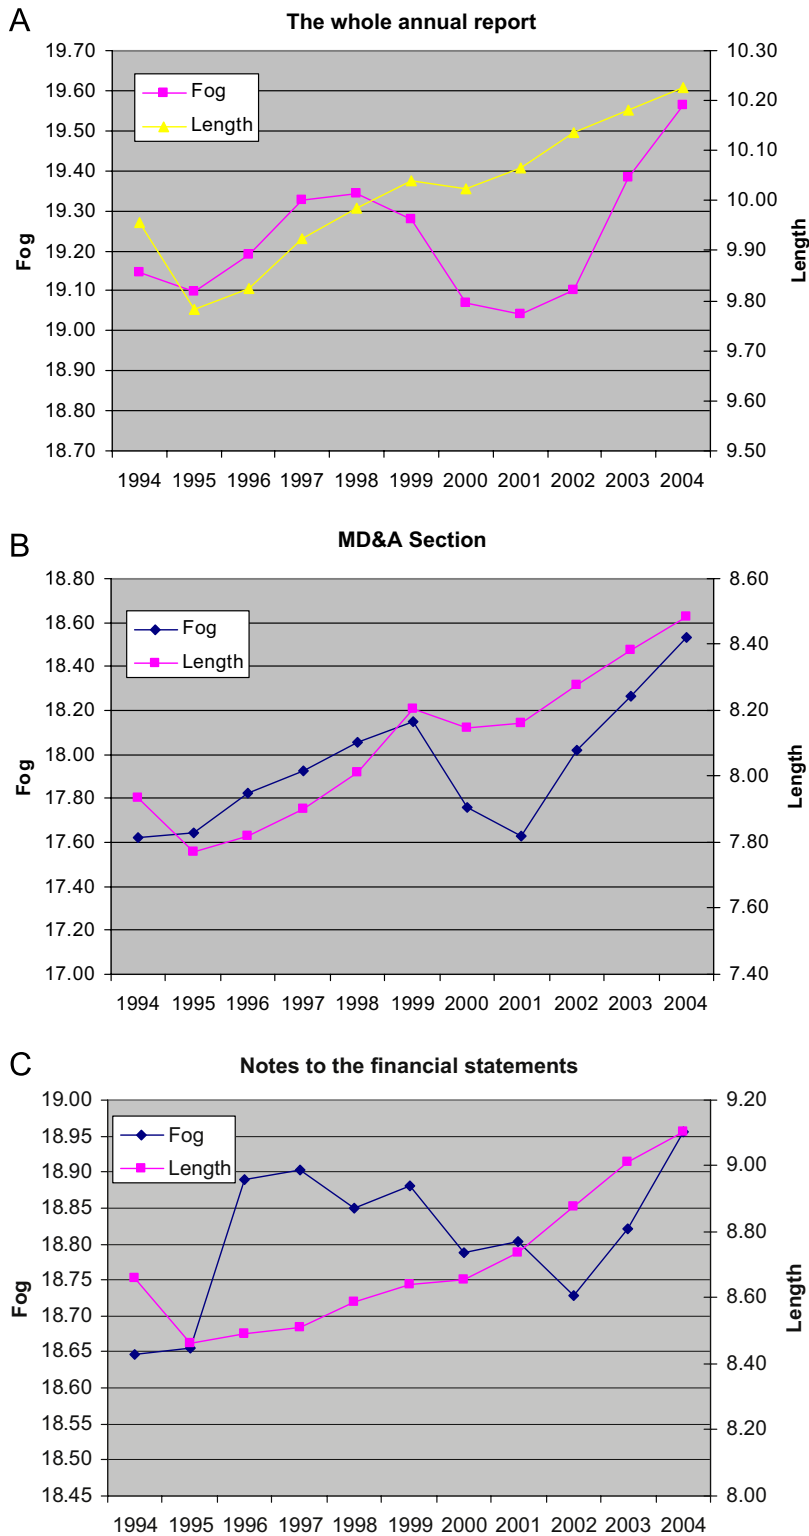 A
The whole annual report
Fog
Length
19.70
19.60
19.50
19.40
19.30
19.20
19.10
19.00
18.90
18.80
18.70
Fog
10.30
10.20
10.10
10.00
9.90
9.80
9.70
9.60
9.50
Length
1994 1995 1996 1997 1998 1999 2000 2001 2002 2003 2004
B
MD&A Section
Fog
Length
18.80
18.60
18.40
18.20
18.00
17.80
17.60
17.40
17.20
17.00
Fog
8.60
8.40
8.20
8.00
7.80
7.60
7.40
Length
1994 1995 1996 1997 1998 1999 2000 2001 2002 2003 2004
C
Notes to the financial statements
Fog
Length
19.00
18.95
18.90
18.85
18.80
18.75
18.70
18.65
18.60
18.55
18.50
18.45
Fog
9.20
9.00
8.80
8.60
8.40
8.20
8.00
Length
1994 1995 1996 1997 1998 1999 2000 2001 2002 2003 2004